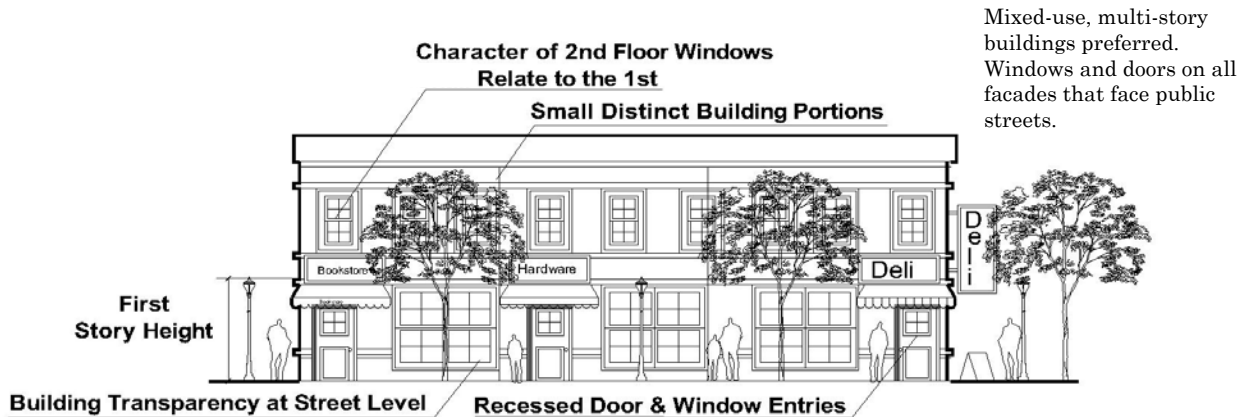 Mixed-use, multi-story
buildings preferred.
Windows and doors on all
facades that face public
streets.
Character of 2nd Floor Windows
Relate to the 1st
Small Distinct Building Portions
Deli
Bookstore
Hardware
Deli
First
Story Height
Building Transparency at Street Level
Recessed Door & Window Entries